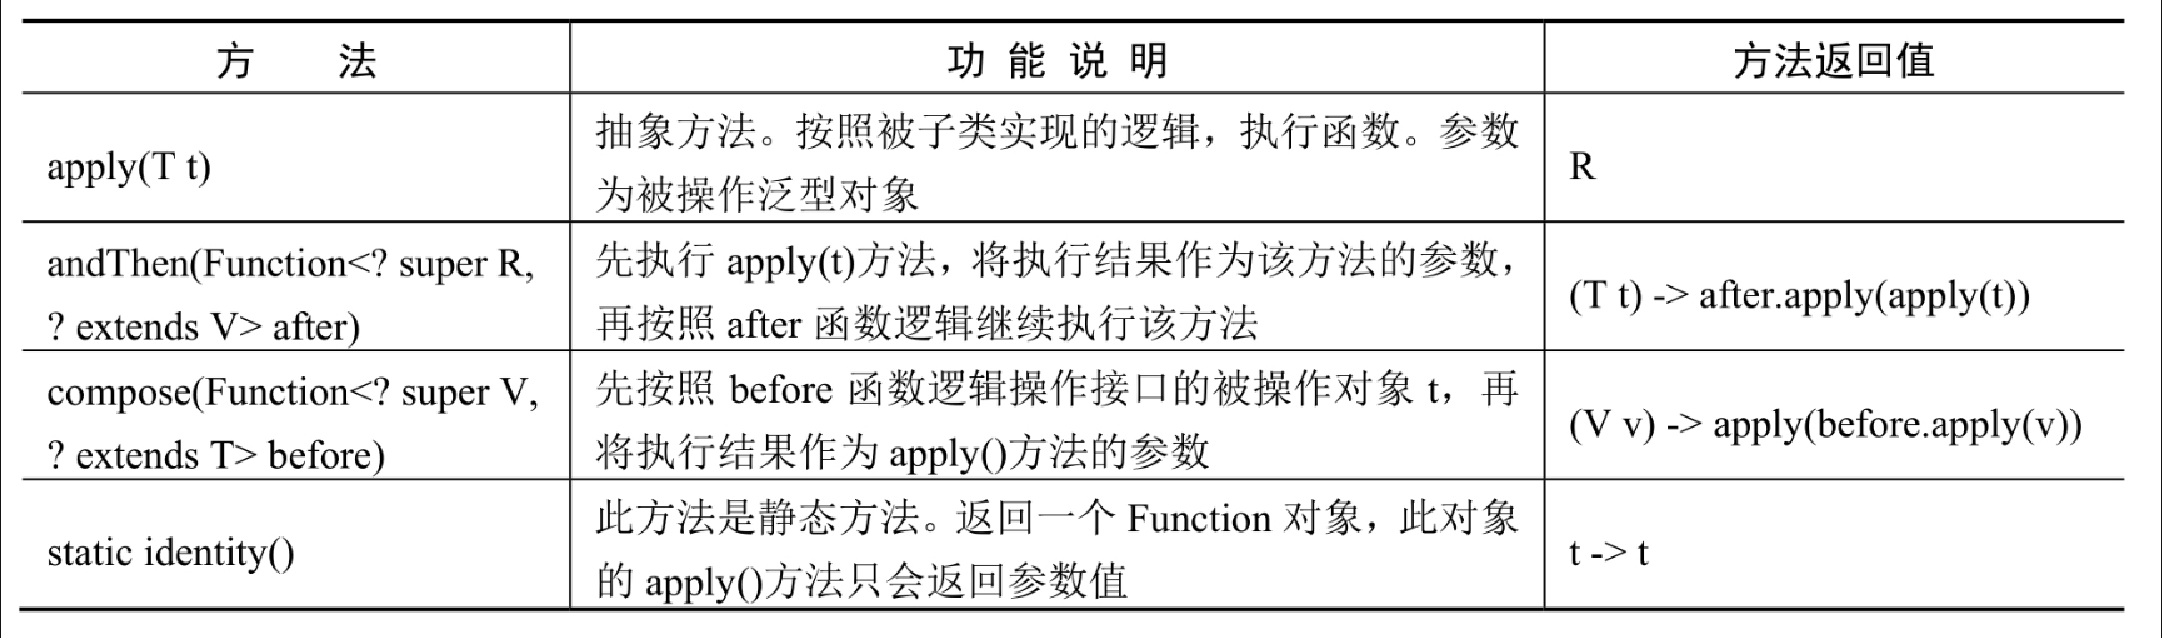 方 法
功 能 说 明
方法返回值
apply(T t)
抽象方法。按照被子类实现的逻辑，执行函数。参数
为被操作泛型对象
R
andThen(Function<? super R,
? extends V> after)
先执行 apply(t)方法，将执行结果作为该方法的参数，
再按照 after 函数逻辑继续执行该方法
(T t) -> after.apply(apply(t))
compose(Function<? super V,
? extends T> before)
先按照 before 函数逻辑操作接口的被操作对象 t，再
将执行结果作为 apply()方法的参数
(V v) -> apply(before.apply(v))
static identity()
此方法是静态方法。返回一个 Function 对象，此对象
的 apply()方法只会返回参数值
t -> t